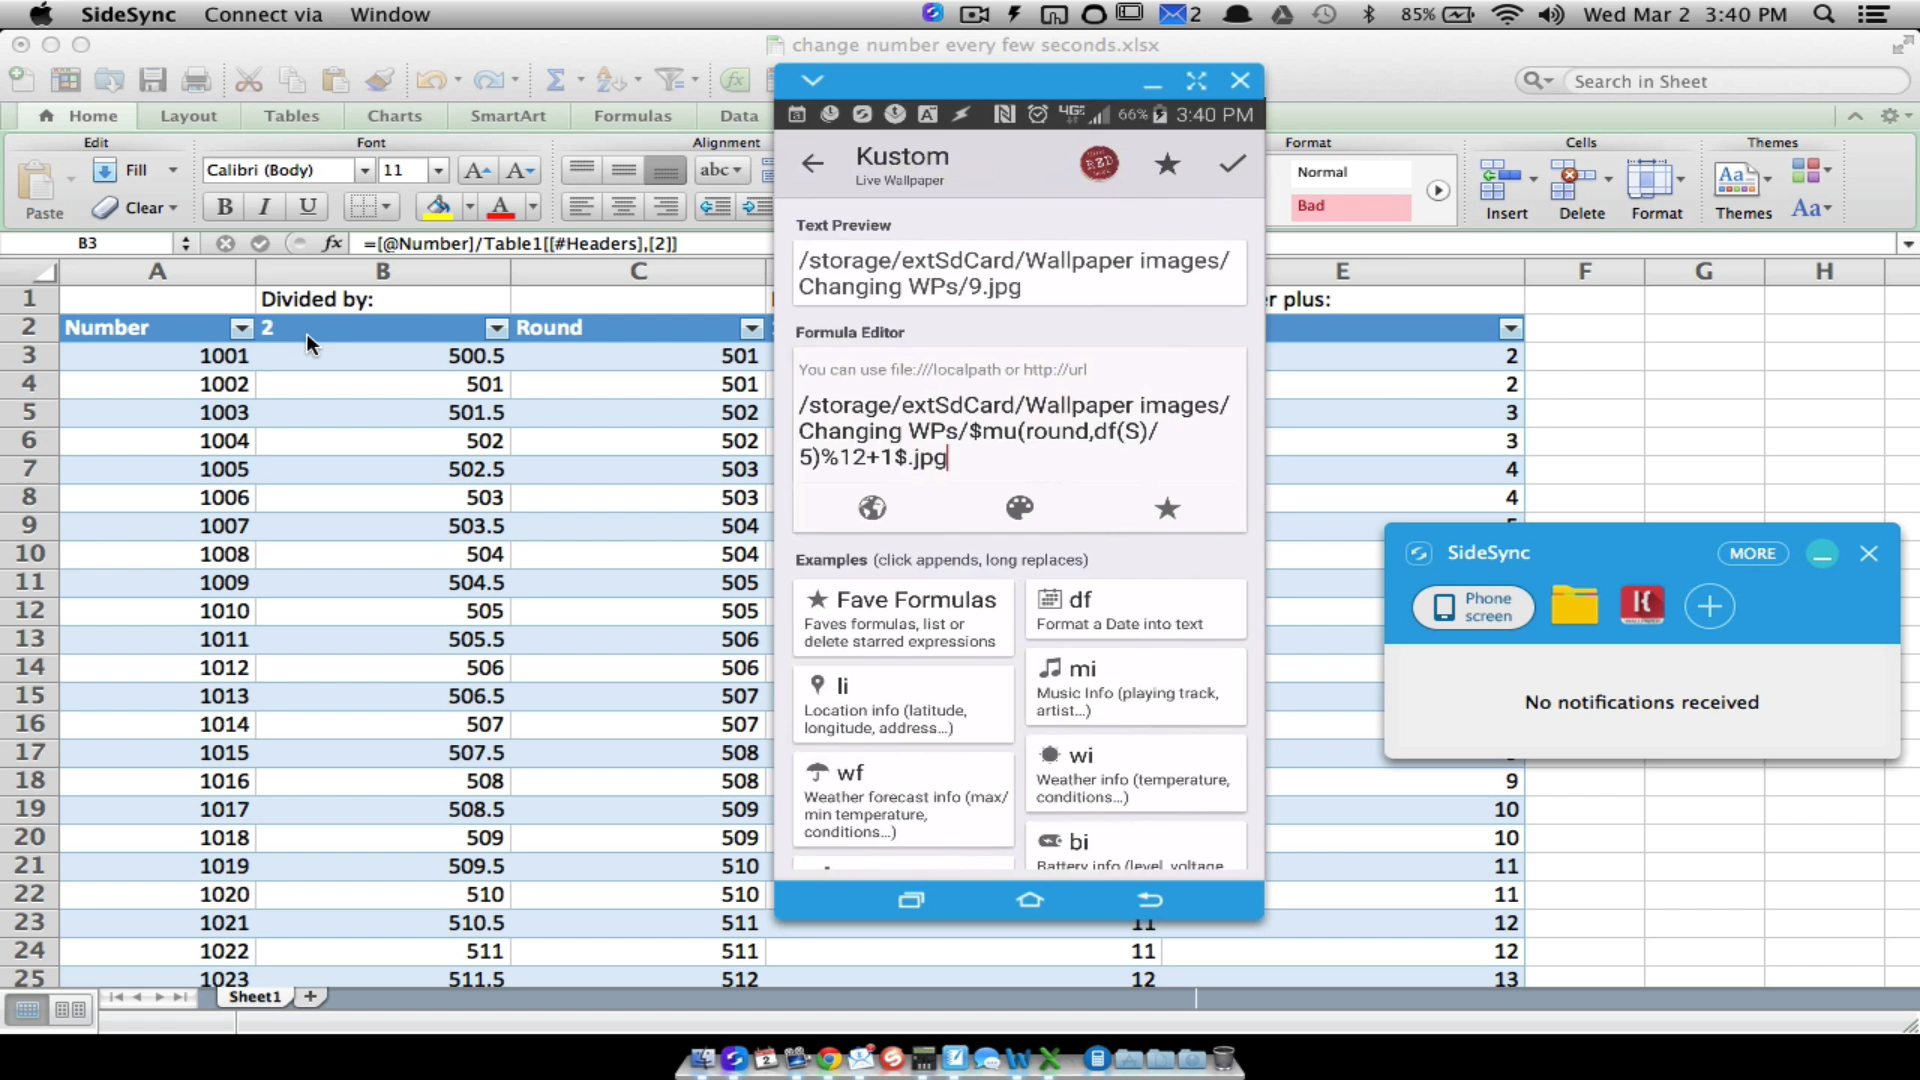 SideSync Connect via Window 2 85% Wed Mar 2 3:40 PM
change number every few seconds.xlsx
Search in Sheet
Home Layout Tables Charts SmartArt Formulas Data
Edit Font Alignment Format Cells Themes
Paste Fill Clear Calibri (Body) 11 A A abc Normal
B I U A Bad Insert Delete Format Themes Aa
B3 fx =[@Number]/Table1[[#Headers],[2]]
A B C E F G H
1 Divided by: r plus:
2 Number 2 Round
3 1001 500.5 501 2
4 1002 501 501 2
5 1003 501.5 502 3
6 1004 502 502 3
7 1005 502.5 503 4
8 1006 503 503 4
9 1007 503.5 504
10 1008 504 504
11 1009 504.5 505
12 1010 505 505
13 1011 505.5 506
14 1012 506 506
15 1013 506.5 507
16 1014 507 507
17 1015 507.5 508
18 1016 508 508 9
19 1017 508.5 509 10
20 1018 509 509 10
21 1019 509.5 510 11
22 1020 510 510 11
23 1021 510.5 511 11 12
24 1022 511 511 11 12
25 1023 511.5 512 12 13
Sheet1
66% 3:40 PM
Kustom
Live Wallpaper
RZD
Text Preview
/storage/extSdCard/Wallpaper images/
Changing WPs/9.jpg
Formula Editor
You can use file:///localpath or http://url
/storage/extSdCard/Wallpaper images/
Changing WPs/$mu(round,df(S)/
5)%12+1$.jpg
Examples (click appends, long replaces)
Fave Formulas
Faves formulas, list or
delete starred expressions
df
Format a Date into text
li
Location info (latitude,
longitude, address...)
mi
Music Info (playing track,
artist...)
wf
Weather forecast info (max/
min temperature,
conditions...)
wi
Weather info (temperature,
conditions...)
bi
Battery info (level, voltage,
SideSync MORE
Phone
screen
No notifications received